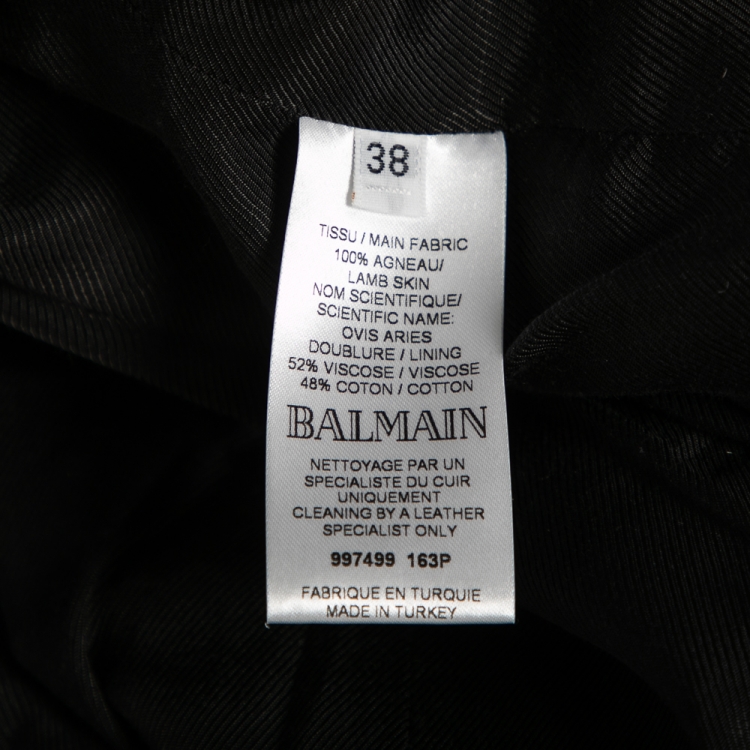 38
TISSU / MAIN FABRIC
100% AGNEAU/
LAMB SKIN
NOM SCIENTIFIQUE/
SCIENTIFIC NAME:
OVIS ARIES
DOUBLURE / LINING
52% VISCOSE / VISCOSE
48% COTON / COTTON
BALMAIN
NETTOYAGE PAR UN
SPECIALISTE DU CUIR
UNIQUEMENT
CLEANING BY A LEATHER
SPECIALIST ONLY
997499 163P
FABRIQUE EN TURQUIE
MADE IN TURKEY